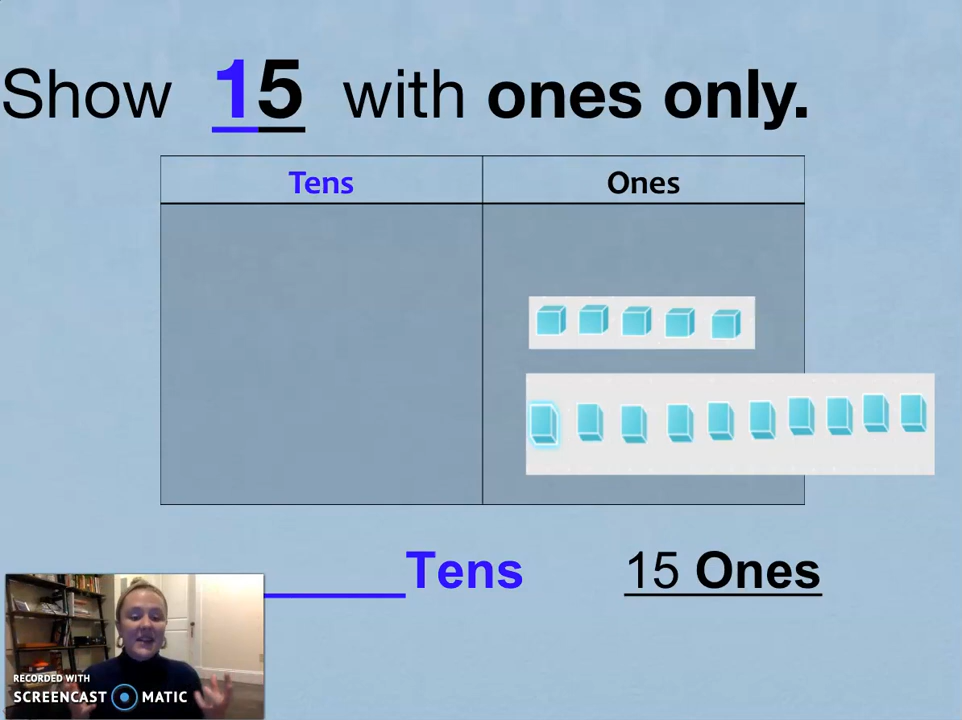 Show 15 with ones only.
Tens Ones
Tens 15 Ones
RECORDED WITH
SCREENCAST MATIC